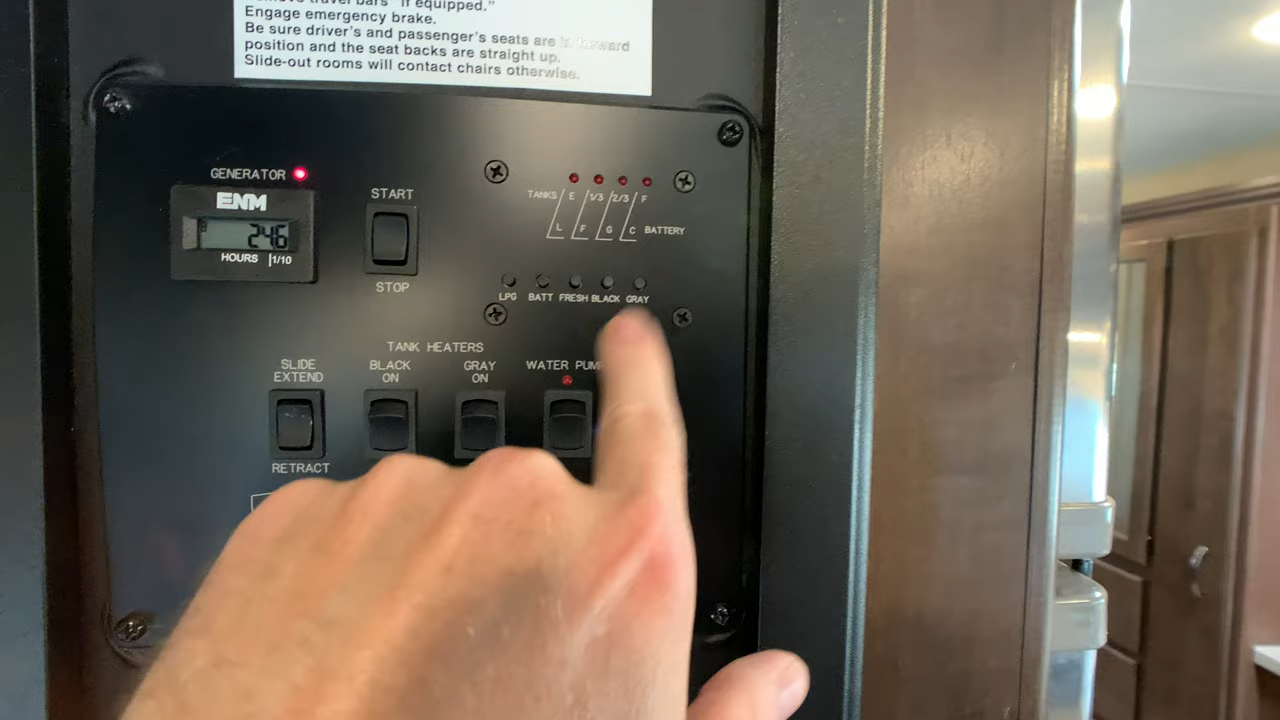 "if equipped."
Engage emergency brake.
Be sure driver's and passenger's seats are in forward
position and the seat backs are straight up.
Slide-out rooms will contact chairs otherwise.
GENERATOR
ENM
246
HOURS 1/10
START
STOP
TANKS E 1/3 2/3 F
L F G C BATTERY
LPG BATT FRESH BLACK GRAY
TANK HEATERS
SLIDE
EXTEND
BLACK
ON
GRAY
ON
WATER
RETRACT